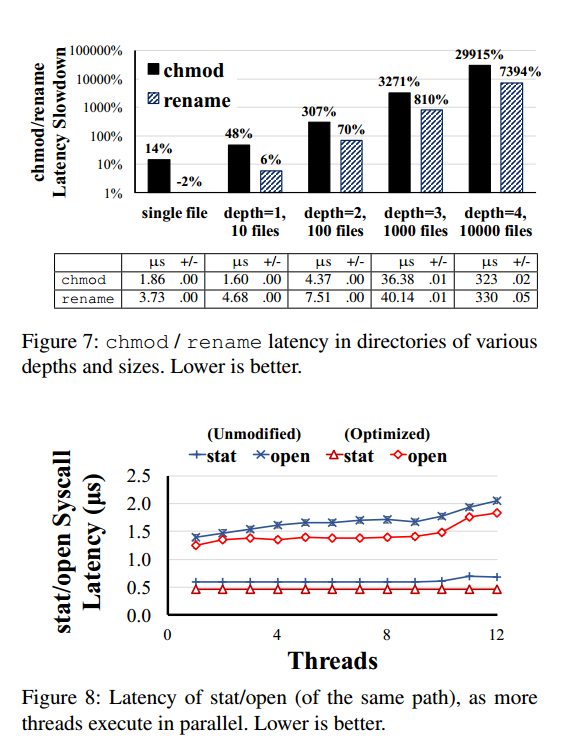 chmod/rename
Latency Slowdown
100000%
10000%
1000%
100%
10%
1%
chmod
rename
14%
-2%
48%
6%
307%
70%
3271%
810%
29915%
7394%
single file depth=1, 10 files depth=2, 100 files depth=3, 1000 files depth=4, 10000 files
µs +/- µs +/- µs +/- µs +/- µs +/-
chmod 1.86 .00 1.60 .00 4.37 .00 36.38 .01 323 .02
rename 3.73 .00 4.68 .00 7.51 .00 40.14 .01 330 .05
Figure 7: chmod / rename latency in directories of various
depths and sizes. Lower is better.
(Unmodified) (Optimized)
stat open stat open
stat/open Syscall
Latency (µs)
2.5
2.0
1.5
1.0
0.5
0.0
0 4 8 12
Threads
Figure 8: Latency of stat/open (of the same path), as more
threads execute in parallel. Lower is better.